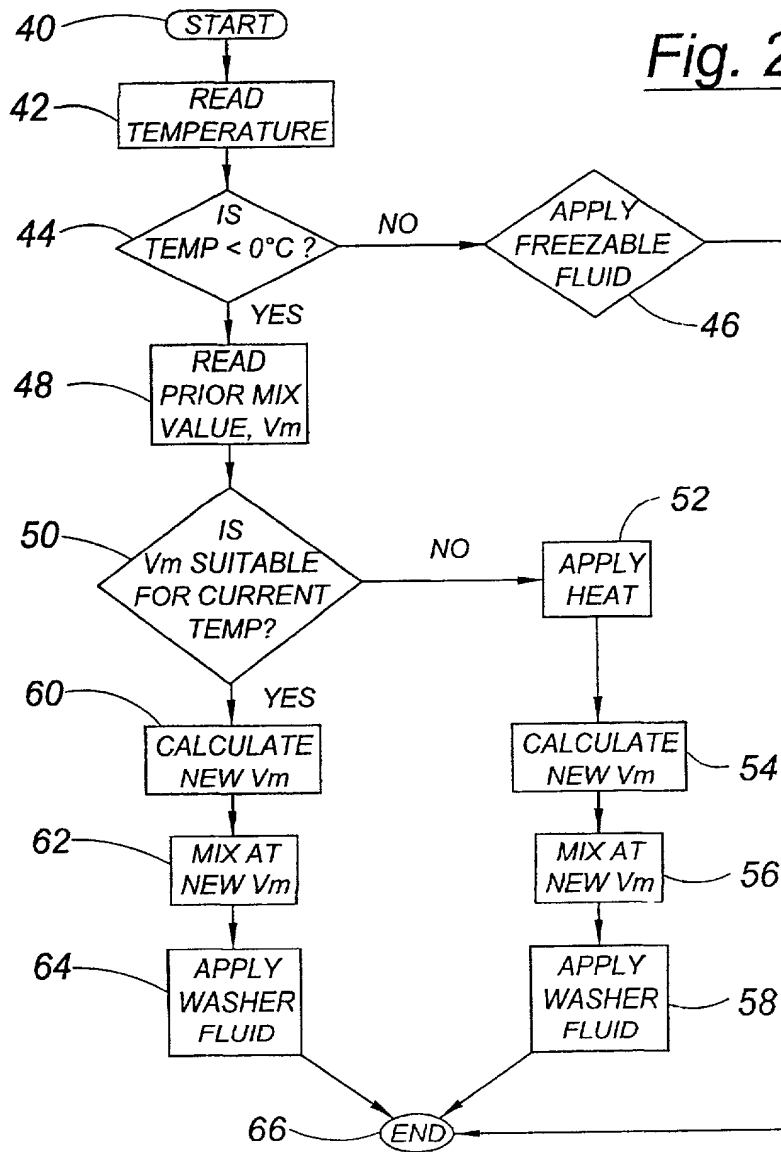 40
START
Fig. 2
42
READ
TEMPERATURE
44
IS
TEMP < 0°C ?
NO
APPLY
FREEZABLE
FLUID
46
YES
48
READ
PRIOR MIX
VALUE, Vm
50
IS
Vm SUITABLE
FOR CURRENT
TEMP?
NO
52
APPLY
HEAT
YES
60
CALCULATE
NEW Vm
CALCULATE
NEW Vm
54
62
MIX AT
NEW Vm
MIX AT
NEW Vm
56
64
APPLY
WASHER
FLUID
APPLY
WASHER
FLUID
58
66
END